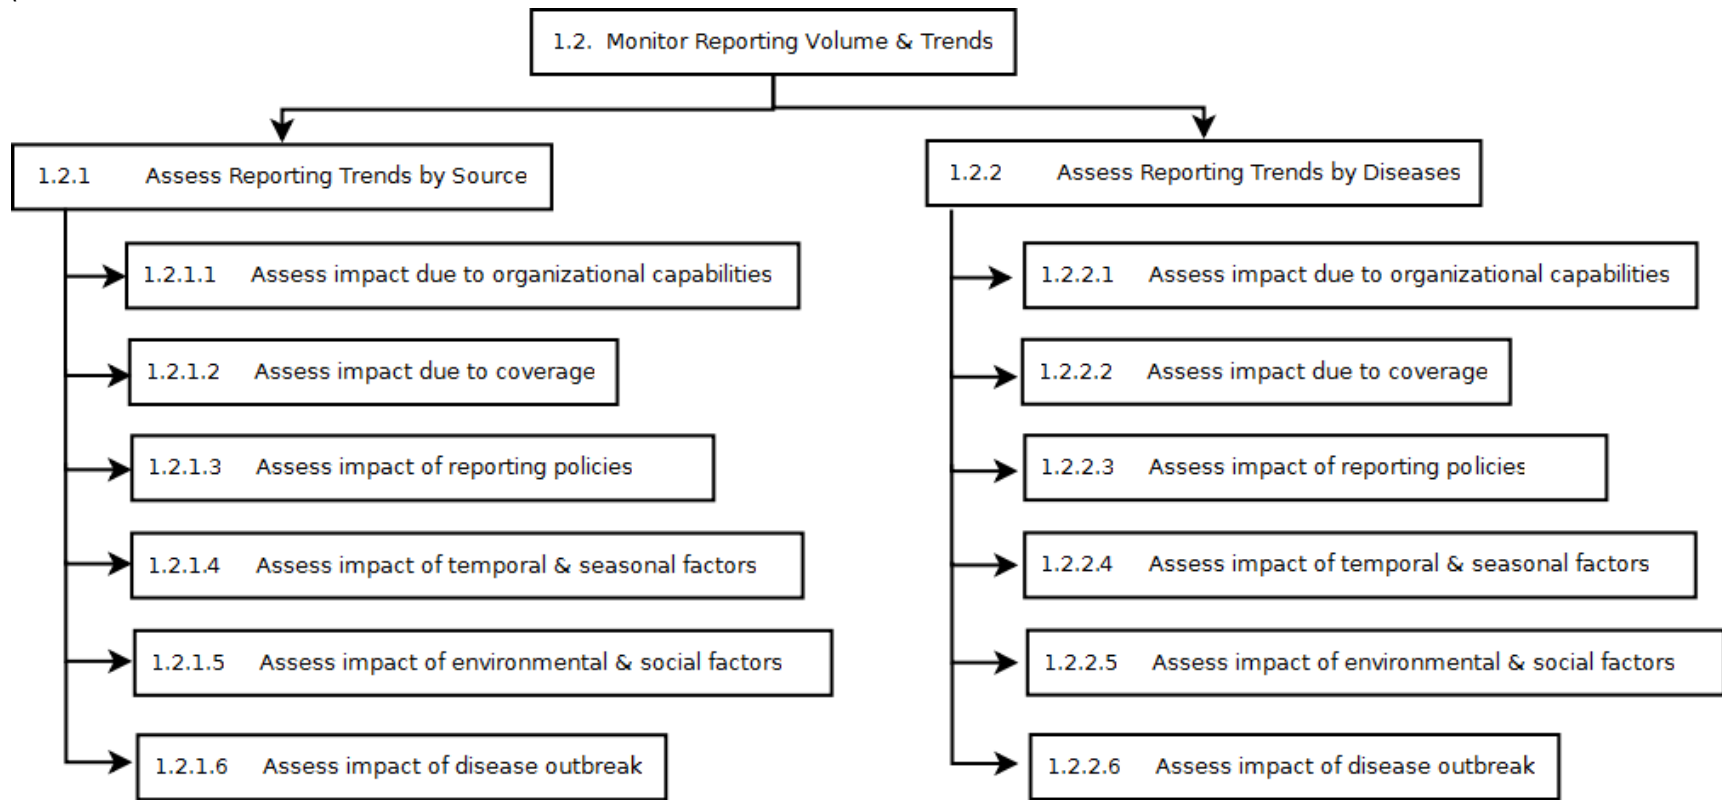 1.2. Monitor Reporting Volume & Trends
1.2.1 Assess Reporting Trends by Source
1.2.1.1 Assess impact due to organizational capabilities
1.2.1.2 Assess impact due to coverage
1.2.1.3 Assess impact of reporting policies
1.2.1.4 Assess impact of temporal & seasonal factors
1.2.1.5 Assess impact of environmental & social factors
1.2.1.6 Assess impact of disease outbreak
1.2.2 Assess Reporting Trends by Diseases
1.2.2.1 Assess impact due to organizational capabilities
1.2.2.2 Assess impact due to coverage
1.2.2.3 Assess impact of reporting policies
1.2.2.4 Assess impact of temporal & seasonal factors
1.2.2.5 Assess impact of environmental & social factors
1.2.2.6 Assess impact of disease outbreak